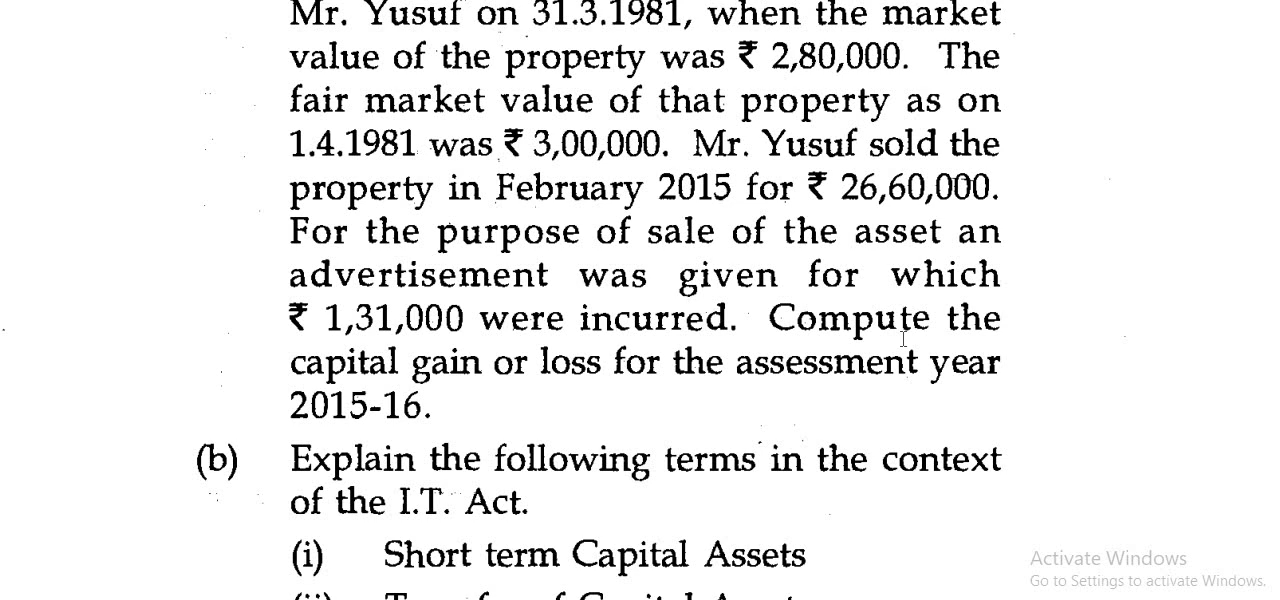 Mr. Yusuf on 31.3.1981, when the market
value of the property was ₹ 2,80,000. The
fair market value of that property as on
1.4.1981 was ₹ 3,00,000. Mr. Yusuf sold the
property in February 2015 for ₹ 26,60,000.
For the purpose of sale of the asset an
advertisement was given for which
₹ 1,31,000 were incurred. Compute the
capital gain or loss for the assessment year
2015-16.
(b) Explain the following terms in the context
of the I.T. Act.
(i) Short term Capital Assets
Activate Windows
Go to Settings to activate Windows.